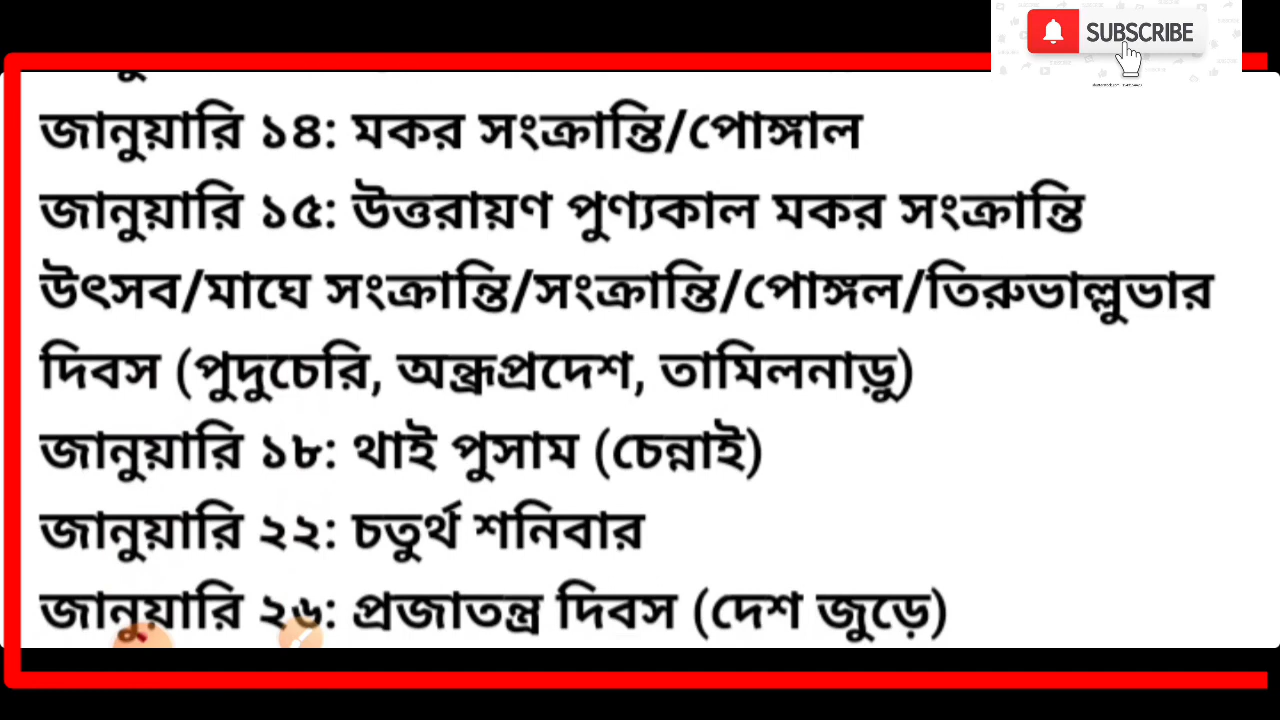 SUBSCRIBE
জানুয়ারি ১৪: মকর সংক্রান্তি/পোঙ্গাল
জানুয়ারি ১৫: উত্তরায়ণ পুণ্যকাল মকর সংক্রান্তি
উৎসব/মাঘে সংক্রান্তি/সংক্রান্তি/পোঙ্গল/তিরুভাল্লুভার
দিবস (পুদুচেরি, অন্ধ্রপ্রদেশ, তামিলনাড়ু)
জানুয়ারি ১৮: থাই পুসাম (চেন্নাই)
জানুয়ারি ২২: চতুর্থ শনিবার
জানুয়ারি ২৬: প্রজাতন্ত্র দিবস (দেশ জুড়ে)